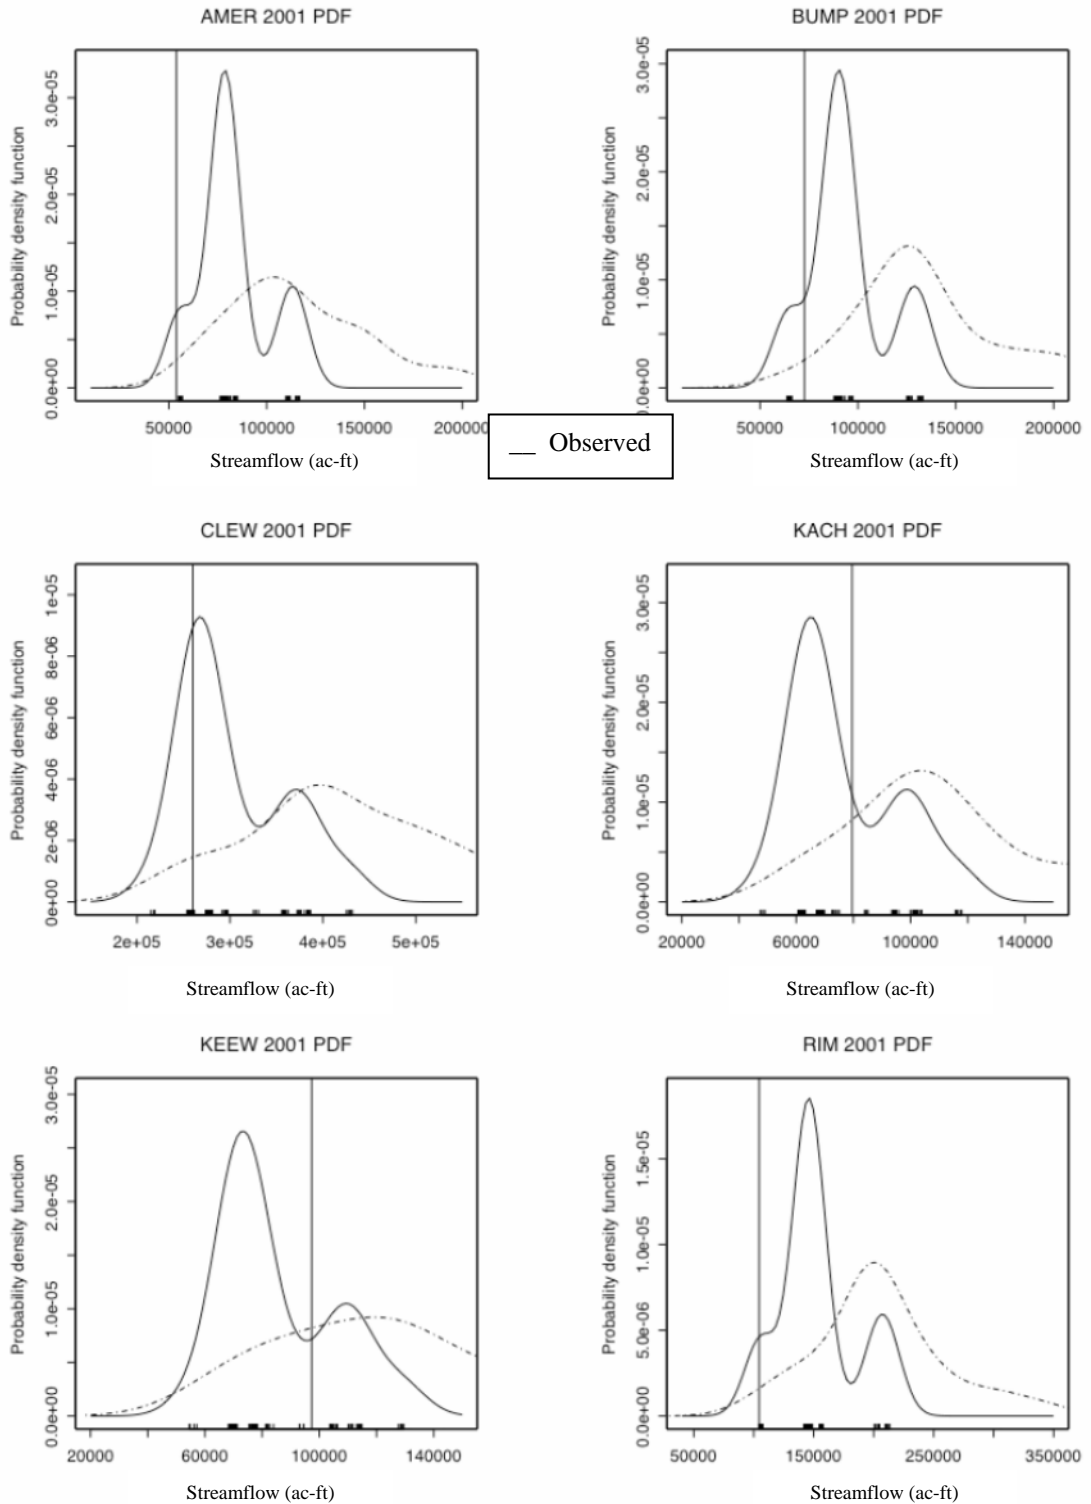 AMER 2001 PDF
Probability density function
0.0e+00 1.0e-05 2.0e-05 3.0e-05
50000 100000 150000 200000
Streamflow (ac-ft)
BUMP 2001 PDF
Probability density function
0.0e+00 1.0e-05 2.0e-05 3.0e-05
50000 100000 150000 200000
Streamflow (ac-ft)
__ Observed
CLEW 2001 PDF
Probability density function
0e+00 2e-06 4e-06 6e-06 8e-06 1e-05
2e+05 3e+05 4e+05 5e+05
Streamflow (ac-ft)
KACH 2001 PDF
Probability density function
0.0e+00 1.0e-05 2.0e-05 3.0e-05
20000 60000 100000 140000
Streamflow (ac-ft)
KEEW 2001 PDF
Probability density function
0.0e+00 1.0e-05 2.0e-05 3.0e-05
20000 60000 100000 140000
Streamflow (ac-ft)
RIM 2001 PDF
Probability density function
0.0e+00 5.0e-06 1.0e-05 1.5e-05
50000 150000 250000 350000
Streamflow (ac-ft)